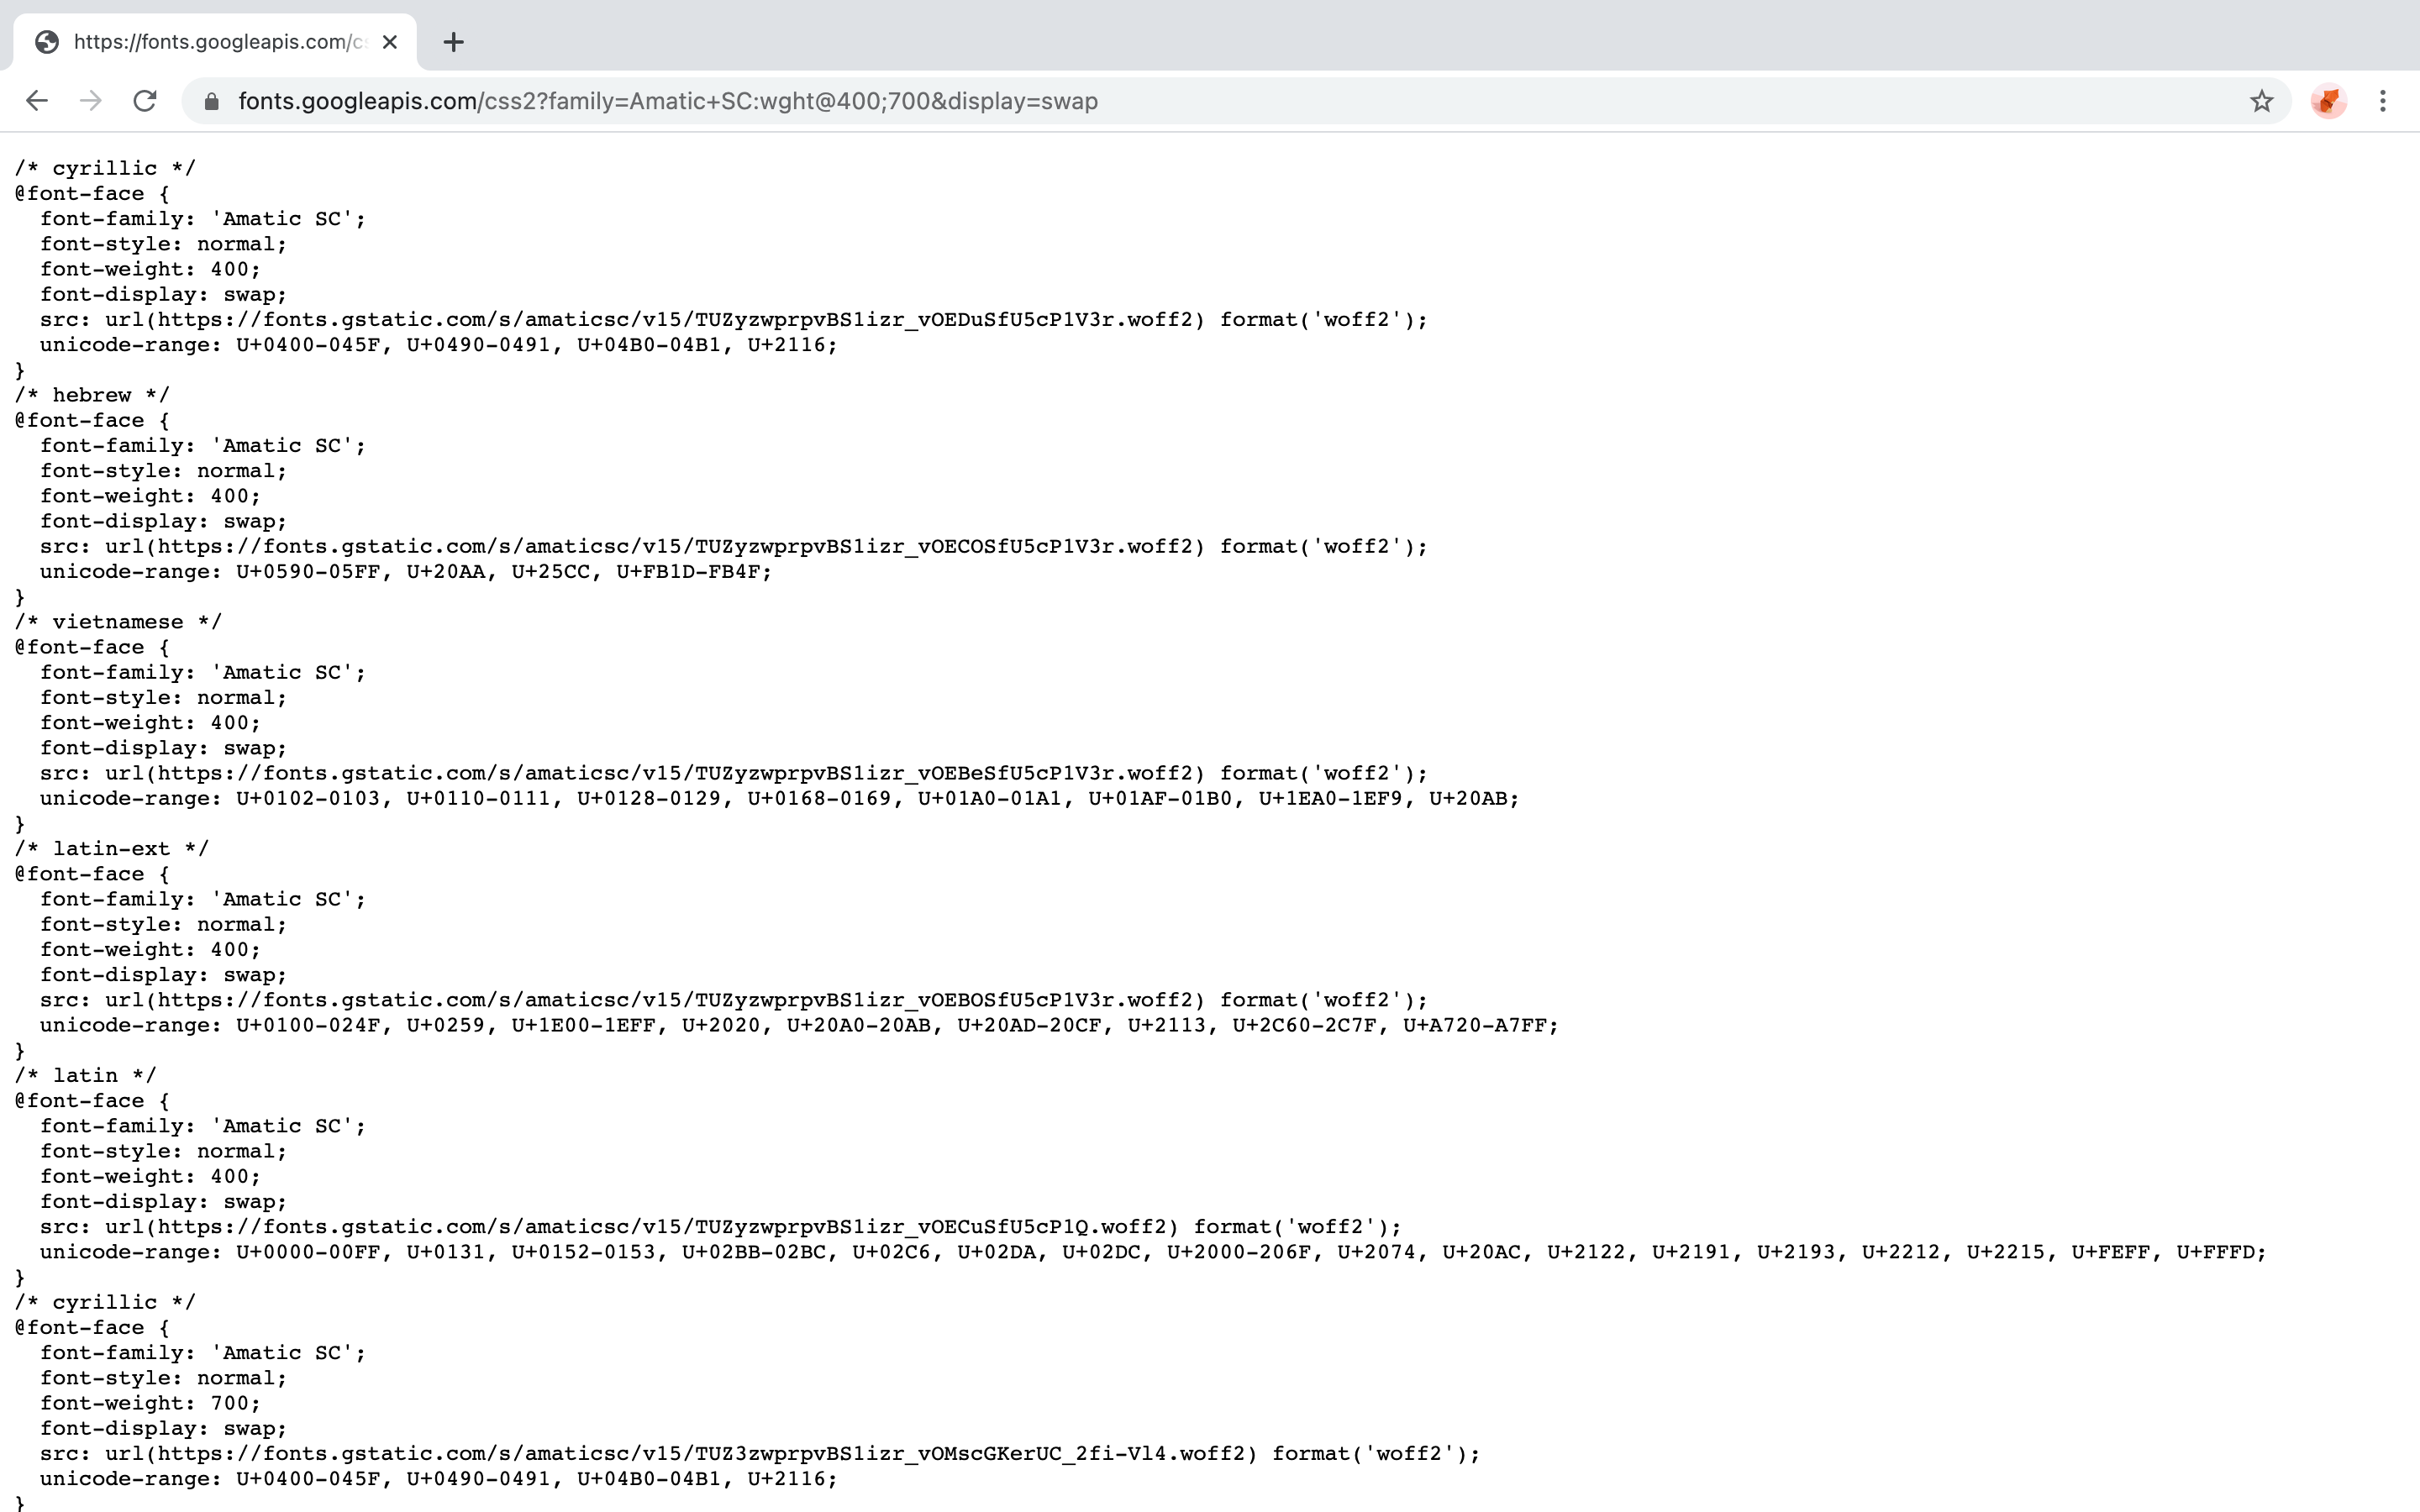 https://fonts.googleapis.com/cs
fonts.googleapis.com/css2?family=Amatic+SC:wght@400;700&display=swap
/* cyrillic */
@font-face {
  font-family: 'Amatic SC';
  font-style: normal;
  font-weight: 400;
  font-display: swap;
  src: url(https://fonts.gstatic.com/s/amaticsc/v15/TUZyzwprpvBS1izr_vOEDuSfU5cP1V3r.woff2) format('woff2');
  unicode-range: U+0400-045F, U+0490-0491, U+04B0-04B1, U+2116;
}
/* hebrew */
@font-face {
  font-family: 'Amatic SC';
  font-style: normal;
  font-weight: 400;
  font-display: swap;
  src: url(https://fonts.gstatic.com/s/amaticsc/v15/TUZyzwprpvBS1izr_vOECOSfU5cP1V3r.woff2) format('woff2');
  unicode-range: U+0590-05FF, U+20AA, U+25CC, U+FB1D-FB4F;
}
/* vietnamese */
@font-face {
  font-family: 'Amatic SC';
  font-style: normal;
  font-weight: 400;
  font-display: swap;
  src: url(https://fonts.gstatic.com/s/amaticsc/v15/TUZyzwprpvBS1izr_vOEBeSfU5cP1V3r.woff2) format('woff2');
  unicode-range: U+0102-0103, U+0110-0111, U+0128-0129, U+0168-0169, U+01A0-01A1, U+01AF-01B0, U+1EA0-1EF9, U+20AB;
}
/* latin-ext */
@font-face {
  font-family: 'Amatic SC';
  font-style: normal;
  font-weight: 400;
  font-display: swap;
  src: url(https://fonts.gstatic.com/s/amaticsc/v15/TUZyzwprpvBS1izr_vOEBOSfU5cP1V3r.woff2) format('woff2');
  unicode-range: U+0100-024F, U+0259, U+1E00-1EFF, U+2020, U+20A0-20AB, U+20AD-20CF, U+2113, U+2C60-2C7F, U+A720-A7FF;
}
/* latin */
@font-face {
  font-family: 'Amatic SC';
  font-style: normal;
  font-weight: 400;
  font-display: swap;
  src: url(https://fonts.gstatic.com/s/amaticsc/v15/TUZyzwprpvBS1izr_vOECuSfU5cP1Q.woff2) format('woff2');
  unicode-range: U+0000-00FF, U+0131, U+0152-0153, U+02BB-02BC, U+02C6, U+02DA, U+02DC, U+2000-206F, U+2074, U+20AC, U+2122, U+2191, U+2193, U+2212, U+2215, U+FEFF, U+FFFD;
}
/* cyrillic */
@font-face {
  font-family: 'Amatic SC';
  font-style: normal;
  font-weight: 700;
  font-display: swap;
  src: url(https://fonts.gstatic.com/s/amaticsc/v15/TUZ3zwprpvBS1izr_vOMscGKerUC_2fi-Vl4.woff2) format('woff2');
  unicode-range: U+0400-045F, U+0490-0491, U+04B0-04B1, U+2116;
}